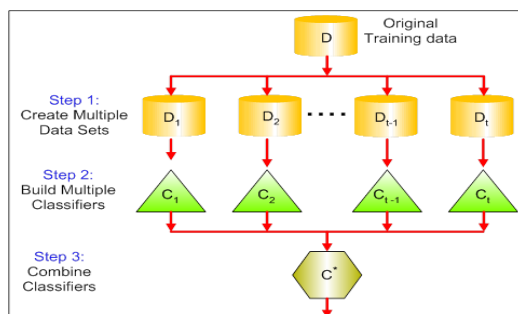 D
Original
Training data
Step 1:
Create Multiple
Data Sets
D1
D2
....
Dt-1
Dt
Step 2:
Build Multiple
Classifiers
C1
C2
Ct-1
Ct
Step 3:
Combine
Classifiers
C*